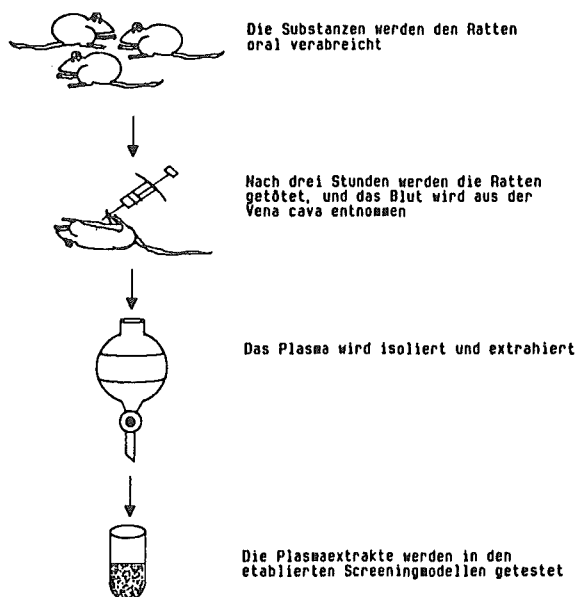 Die Substanzen werden den Ratten
oral verabreicht
Nach drei Stunden werden die Ratten
getötet, und das Blut wird aus der
Vena cava entnommen
Das Plasma wird isoliert und extrahiert
Die Plasmaextrakte werden in den
etablierten Screeningmodellen getestet